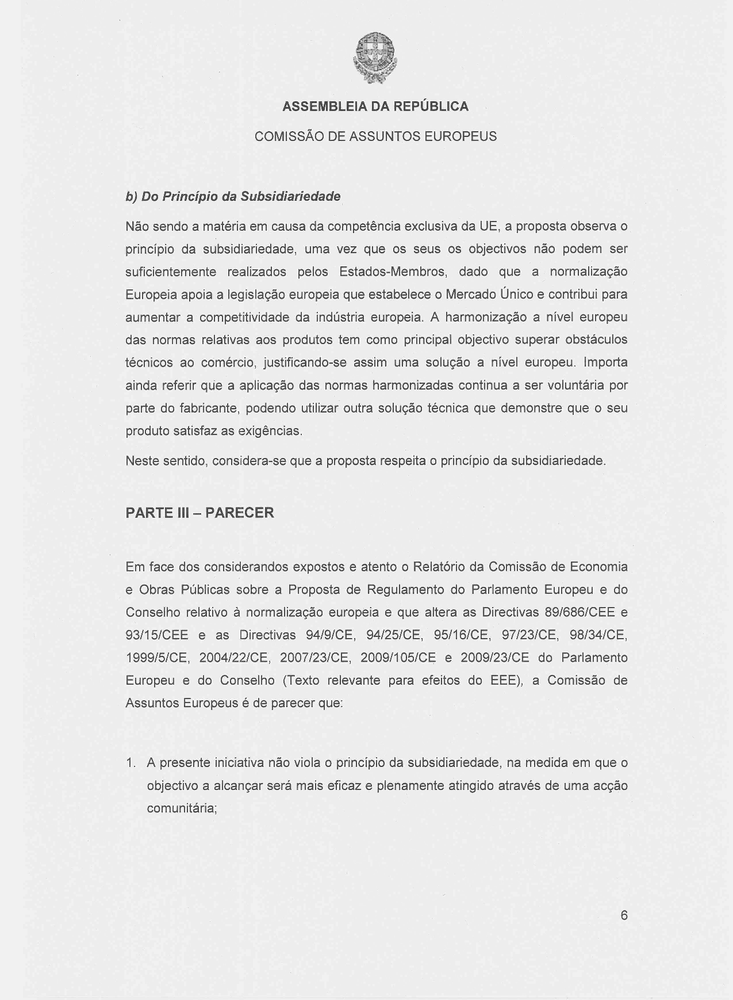 ASSEMBLEIA DA REPÚBLICA
COMISSÃO DE ASSUNTOS EUROPEUS
b) Do Princípio da Subsidiariedade
Não sendo a matéria em causa da competência exclusiva da UE, a proposta observa o
princípio da subsidiariedade, uma vez que os seus os objectivos não podem ser
suficientemente realizados pelos Estados-Membros, dado que a normalização
Europeia apoia a legislação europeia que estabelece o Mercado Único e contribui para
aumentar a competitividade da indústria europeia. A harmonização a nível europeu
das normas relativas aos produtos tem como principal objectivo superar obstáculos
técnicos ao comércio, justificando-se assim uma solução a nível europeu. Importa
ainda referir que a aplicação das normas harmonizadas continua a ser voluntária por
parte do fabricante, podendo utilizar outra solução técnica que demonstre que o seu
produto satisfaz as exigências.
Neste sentido, considera-se que a proposta respeita o princípio da subsidiariedade.
PARTE III – PARECER
Em face dos considerandos expostos e atento o Relatório da Comissão de Economia
e Obras Públicas sobre a Proposta de Regulamento do Parlamento Europeu e do
Conselho relativo à normalização europeia e que altera as Directivas 89/686/CEE e
93/15/CEE e as Directivas 94/9/CE, 94/25/CE, 95/16/CE, 97/23/CE, 98/34/CE,
1999/5/CE, 2004/22/CE, 2007/23/CE, 2009/105/CE e 2009/23/CE do Parlamento
Europeu e do Conselho (Texto relevante para efeitos do EEE), a Comissão de
Assuntos Europeus é de parecer que:
1. A presente iniciativa não viola o princípio da subsidiariedade, na medida em que o
objectivo a alcançar será mais eficaz e plenamente atingido através de uma acção
comunitária;
6